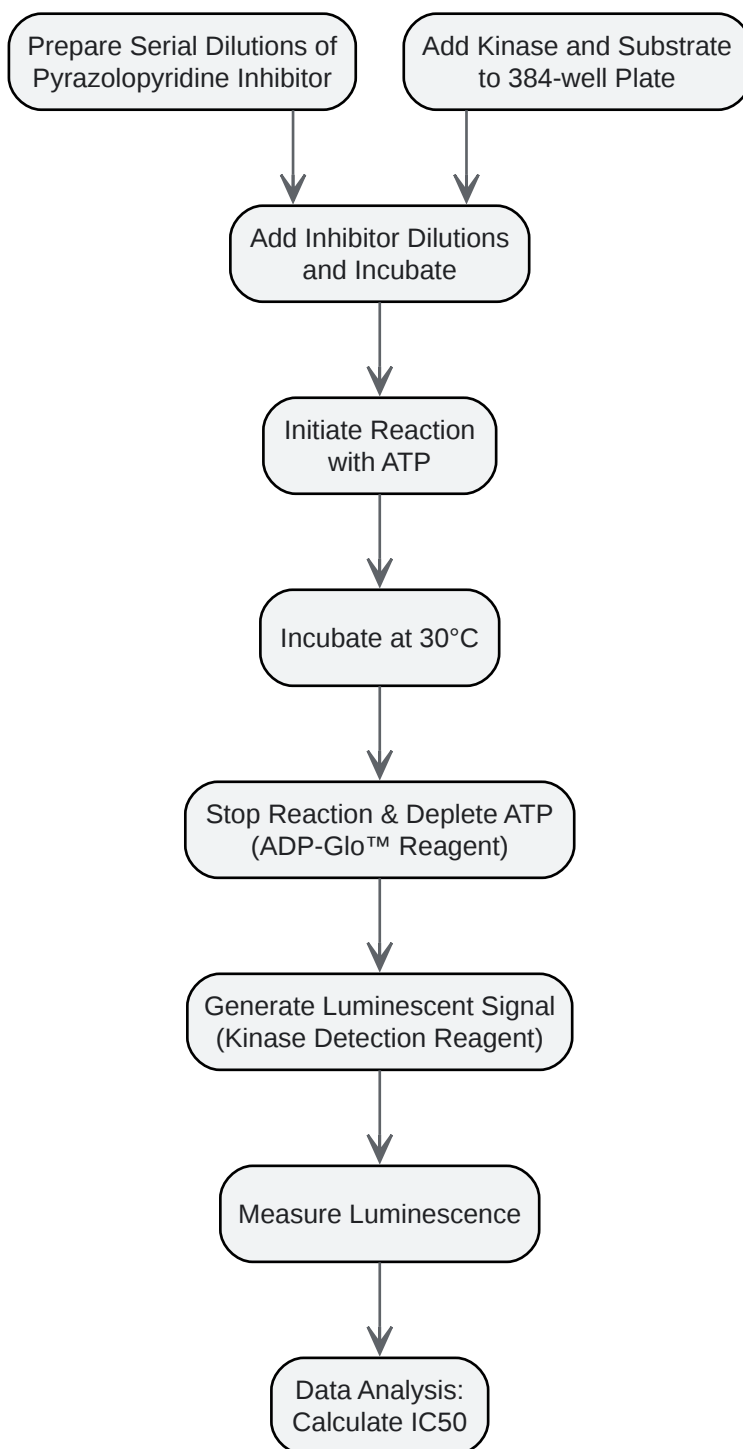 Prepare Serial Dilutions of
Pyrazolopyridine Inhibitor
Add Kinase and Substrate
to 384-well Plate
Add Inhibitor Dilutions
and Incubate
Initiate Reaction
with ATP
Incubate at 30°C
Stop Reaction & Deplete ATP
(ADP-Glo™ Reagent)
Generate Luminescent Signal
(Kinase Detection Reagent)
Measure Luminescence
Data Analysis:
Calculate IC50